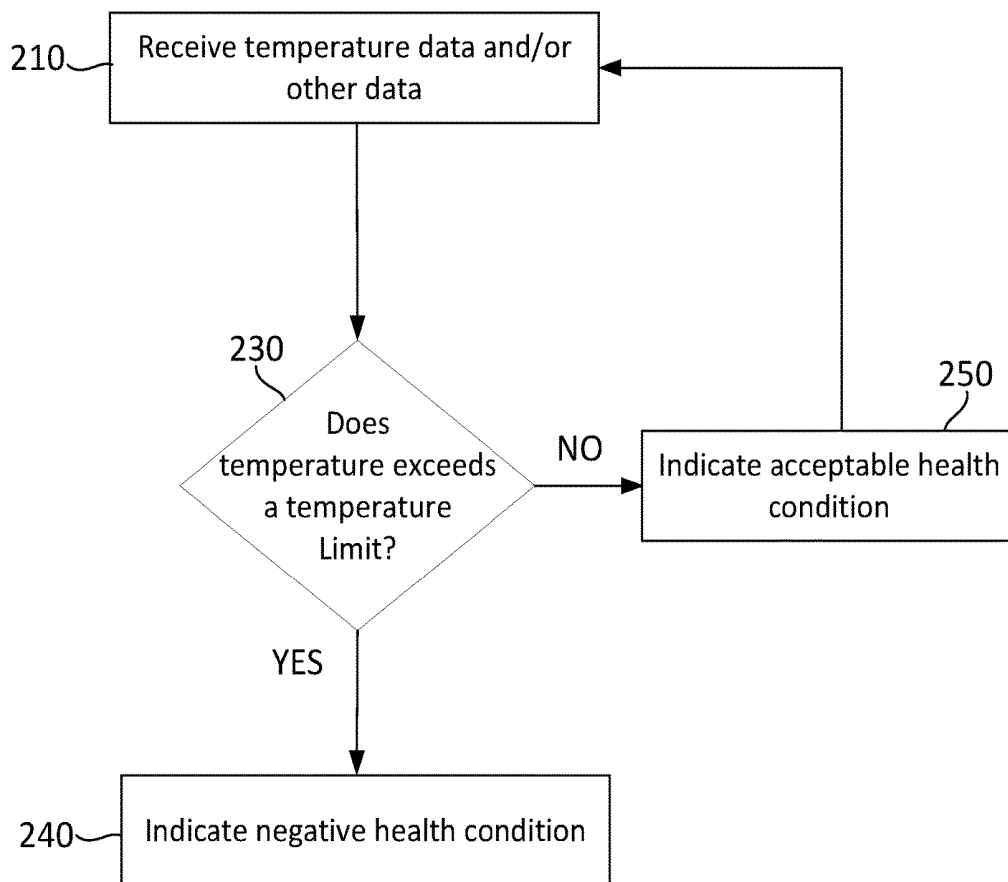 210
Receive temperature data and/or
other data
230
Does
temperature exceeds
a temperature
Limit?
NO
250
Indicate acceptable health
condition
YES
240
Indicate negative health condition